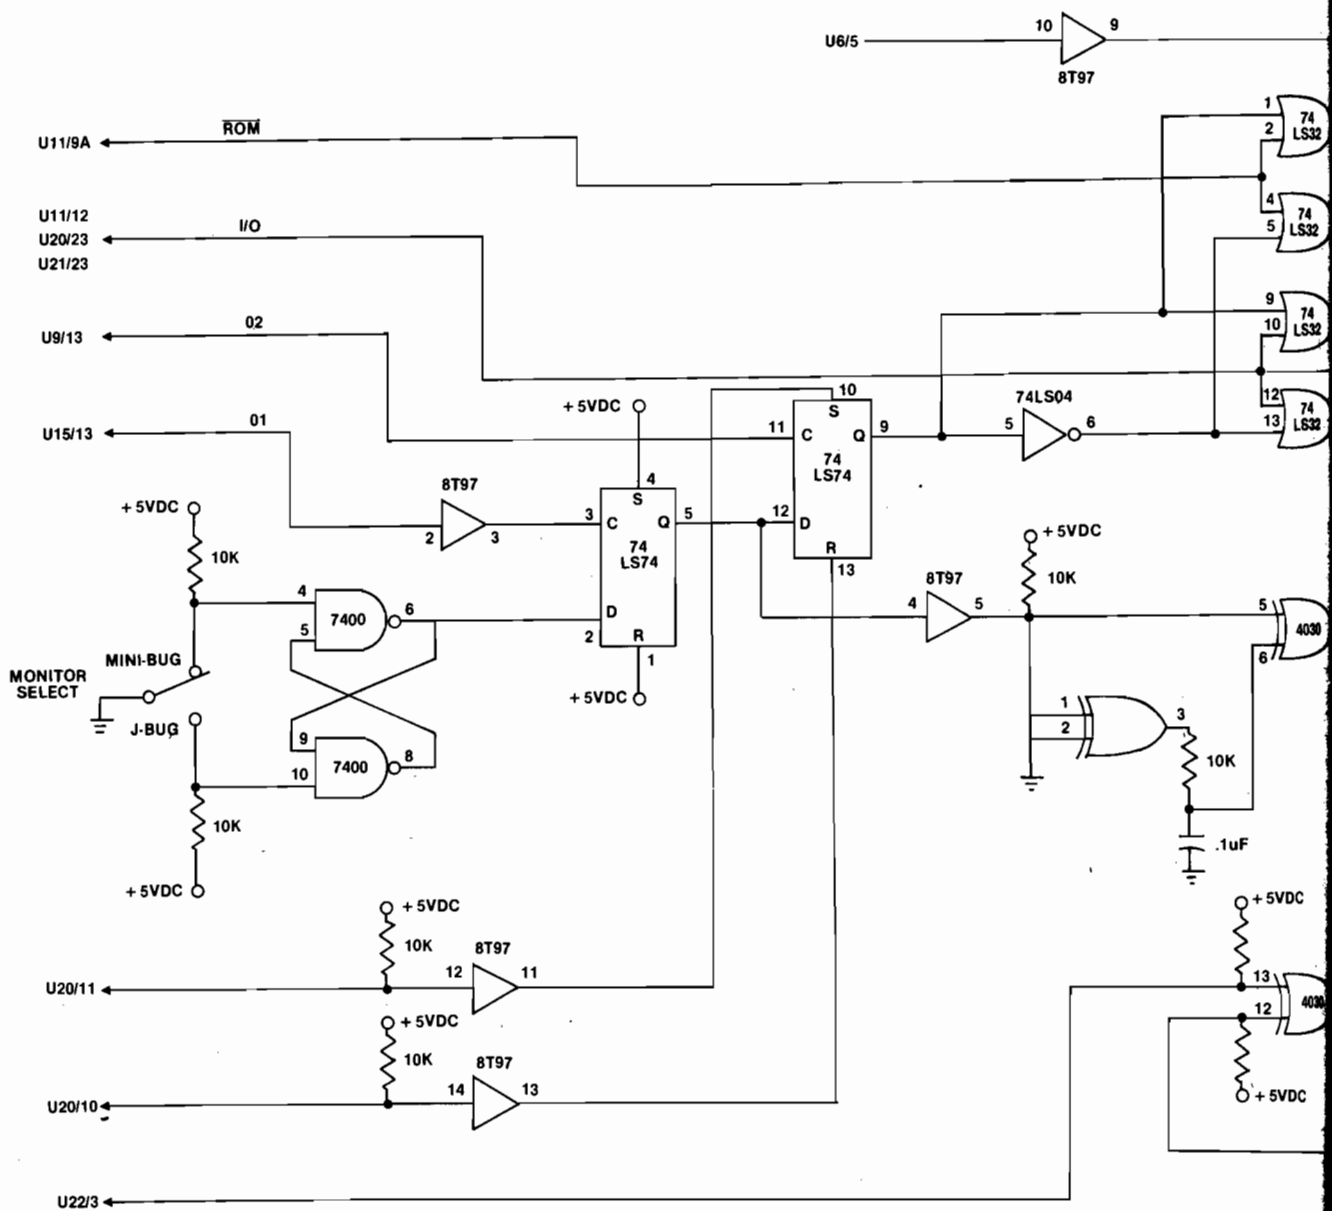 U6/5
10
9
8T97
U11/9A
ROM
1
2
74
LS32
U11/12
U20/23
U21/23
I/O
4
5
74
LS32
U9/13
02
9
10
74
LS32
+5VDC
10
S
11
C
Q
9
74
LS74
12
D
R
13
74LS04
5
6
12
13
74
LS32
U15/13
01
8T97
2
3
4
S
3
C
Q
5
74
LS74
D
2
R
1
+5VDC
+5VDC
10K
4
5
7400
6
MINI-BUG
MONITOR
SELECT
J-BUG
9
10
7400
8
10K
+5VDC
8T97
4
5
+5VDC
10K
5
6
4030
1
2
3
10K
.1uF
+5VDC
10K
8T97
U20/11
12
11
+5VDC
10K
8T97
U20/10
14
13
+5VDC
13
12
4030
+5VDC
U22/3